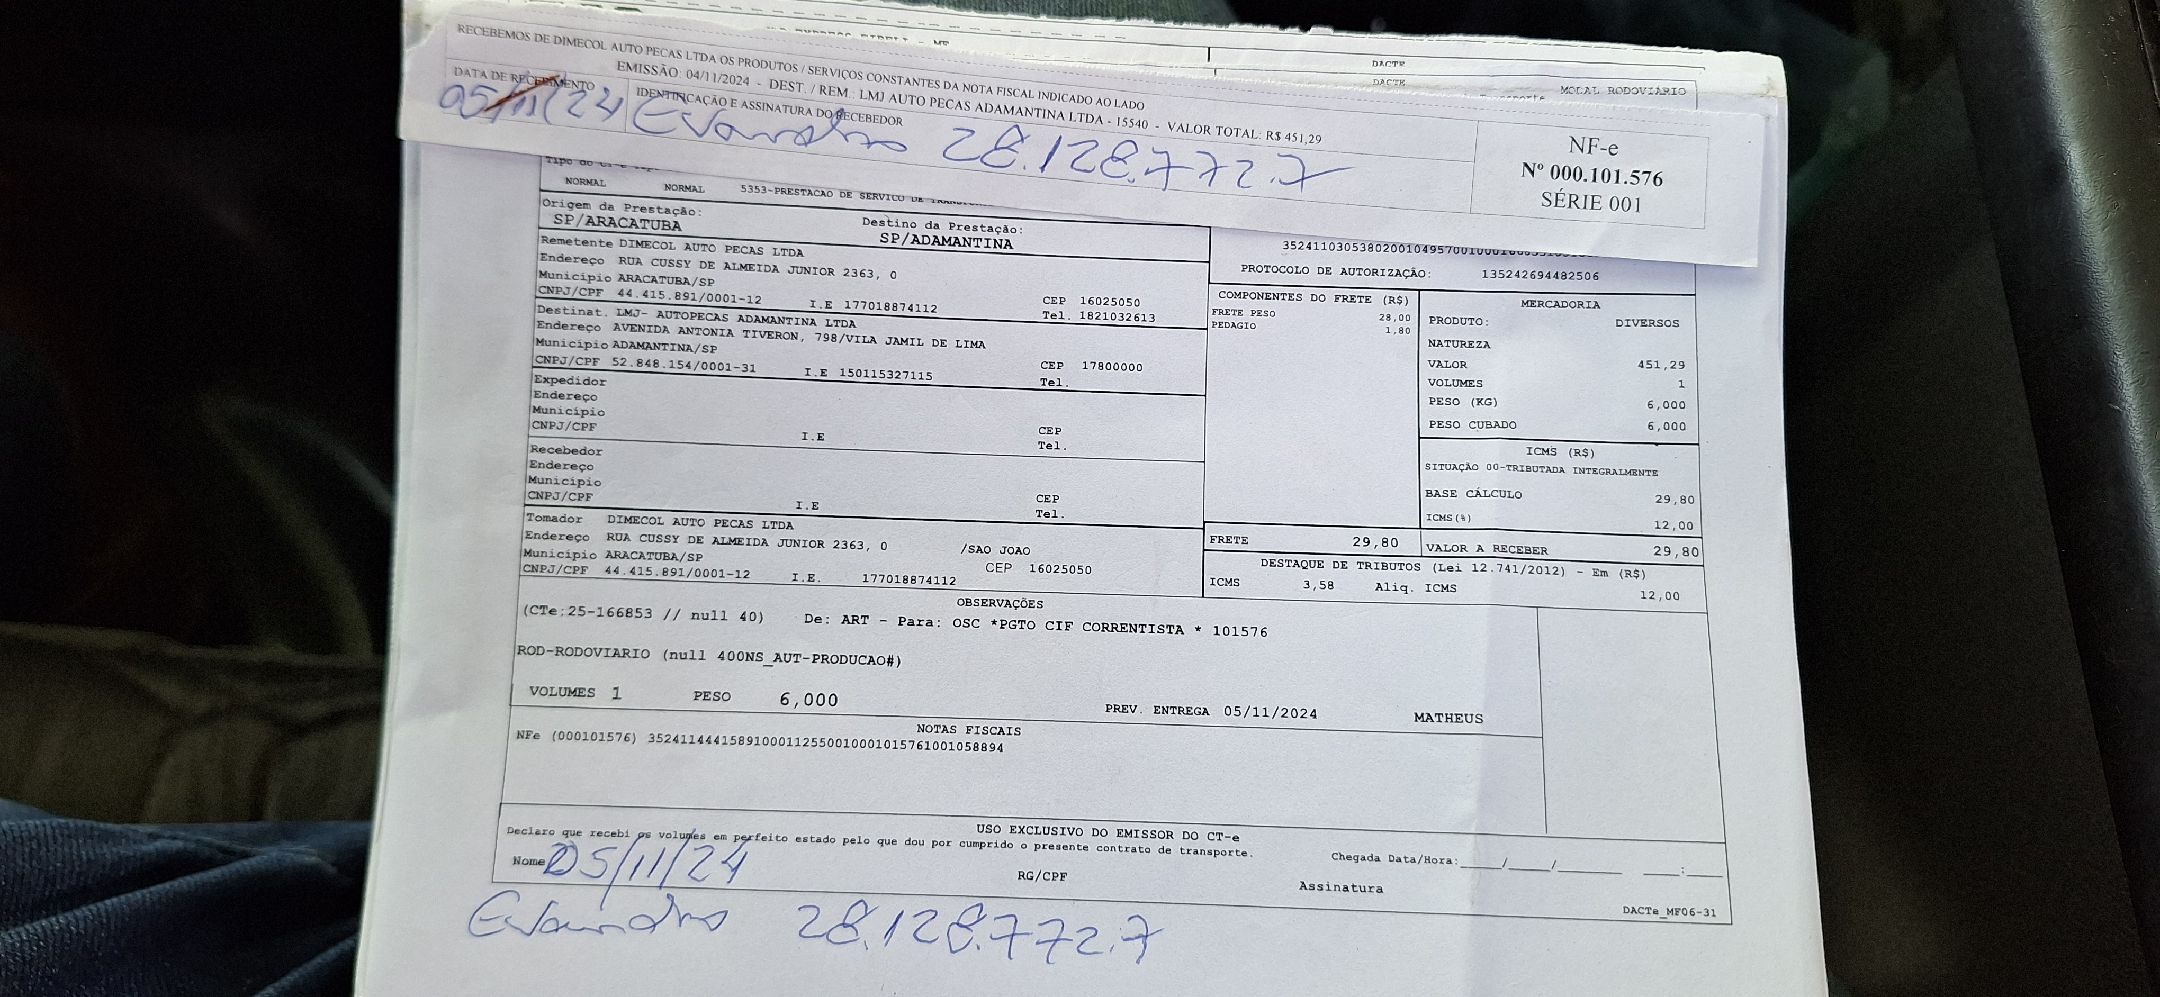 DACTE
DACTE
MODAL RODOVIÁRIO
RECEBEMOS DE DIMECOL AUTO PECAS LTDA OS PRODUTOS / SERVIÇOS CONSTANTES DA NOTA FISCAL INDICADO AO LADO
EMISSÃO: 04/11/2024 - DEST. / REM.: LMJ AUTO PECAS ADAMANTINA LTDA - 15540 - VALOR TOTAL: R$ 451,29
DATA DE RECEBIMENTO
IDENTIFICAÇÃO E ASSINATURA DO RECEBEDOR
05/11/24 Evandro 28.128.772.7
NF-e
Nº 000.101.576
SÉRIE 001
NORMAL NORMAL 5353-PRESTACAO DE SERVICO DE
Origem da Prestação:
SP/ARACATUBA
Destino da Prestação:
SP/ADAMANTINA
Remetente DIMECOL AUTO PECAS LTDA
Endereço RUA CUSSY DE ALMEIDA JUNIOR 2363, 0
Município ARACATUBA/SP CEP 16025050
CNPJ/CPF 44.415.891/0001-12 I.E 177018874112 Tel. 1821032613
Destinat. LMJ- AUTOPECAS ADAMANTINA LTDA
Endereço AVENIDA ANTONIA TIVERON, 798/VILA JAMIL DE LIMA
Município ADAMANTINA/SP CEP 17800000
CNPJ/CPF 52.848.154/0001-31 I.E 150115327115 Tel.
Expedidor
Endereço
Município CEP
CNPJ/CPF I.E Tel.
Recebedor
Endereço
Município CEP
CNPJ/CPF I.E Tel.
Tomador DIMECOL AUTO PECAS LTDA
Endereço RUA CUSSY DE ALMEIDA JUNIOR 2363, 0 /SAO JOAO
Município ARACATUBA/SP CEP 16025050
CNPJ/CPF 44.415.891/0001-12 I.E. 177018874112
PROTOCOLO DE AUTORIZAÇÃO: 135242694482506
COMPONENTES DO FRETE (R$)
FRETE PESO 28,00
PEDAGIO 1,80
MERCADORIA
PRODUTO: DIVERSOS
NATUREZA
VALOR 451,29
VOLUMES 1
PESO (KG) 6,000
PESO CUBADO 6,000
ICMS (R$)
SITUAÇÃO 00-TRIBUTADA INTEGRALMENTE
BASE CÁLCULO 29,80
ICMS(%) 12,00
FRETE 29,80
VALOR A RECEBER 29,80
DESTAQUE DE TRIBUTOS (Lei 12.741/2012) - Em (R$)
ICMS 3,58 Aliq. ICMS 12,00
OBSERVAÇÕES
(CTe:25-166853 // null 40) De: ART - Para: OSC *PGTO CIF CORRENTISTA * 101576
ROD-RODOVIARIO (null 400NS_AUT-PRODUCAO#)
VOLUMES 1 PESO 6,000 PREV. ENTREGA 05/11/2024 MATHEUS
NOTAS FISCAIS
NFe (000101576) 35241144415891000112550010001015761001058894
USO EXCLUSIVO DO EMISSOR DO CT-e
Declaro que recebi os volumes em perfeito estado pelo que dou por cumprido o presente contrato de transporte.
Chegada Data/Hora:____/____/______ ____:____
Nome 05/11/24 RG/CPF Assinatura
DACTe_MF06-31
Evandro 28.128.772.7